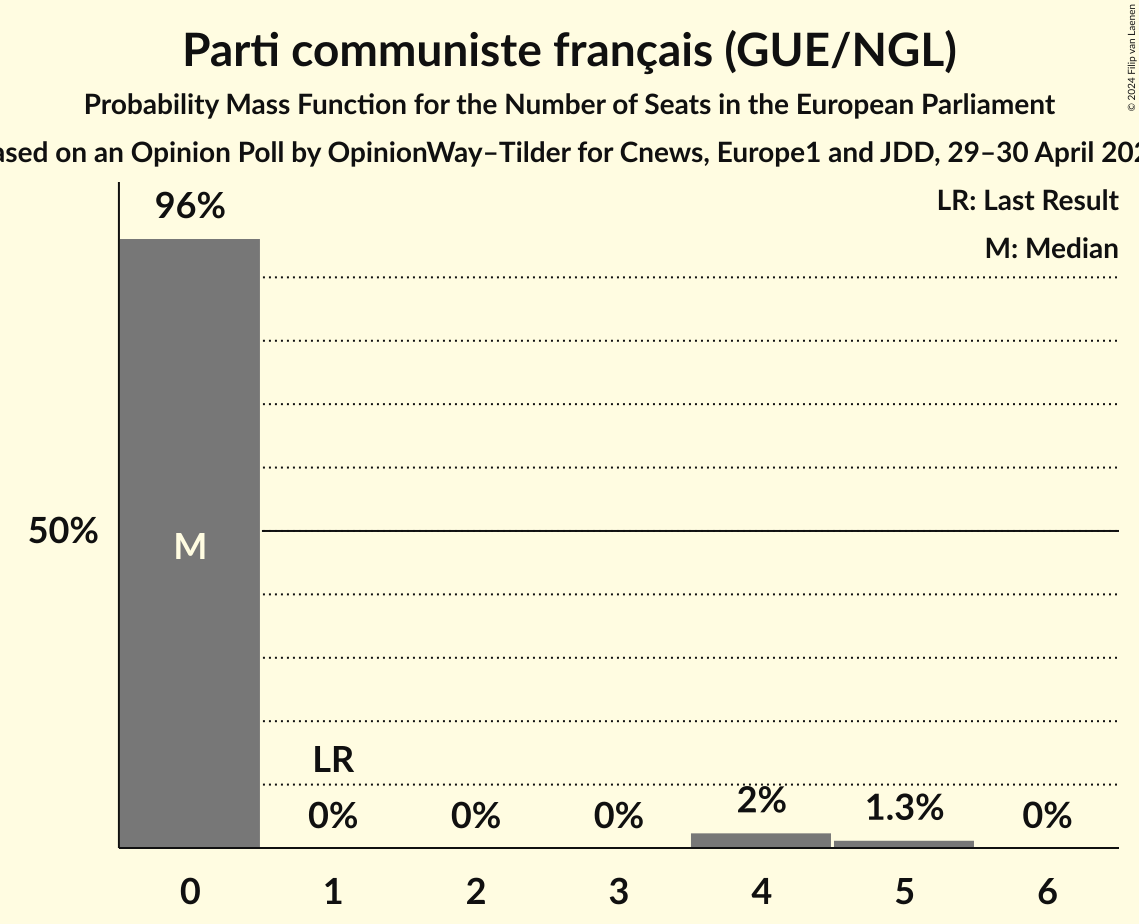 Parti communiste français (GUE/NGL)
Probability Mass Function for the Number of Seats in the European Parliament
on an Opinion Poll by OpinionWay–Tilder for Cnews, Europe1 and JDD, 29–30 April
© 2024 Filip van Laenen
LR: Last Result
M: Median
96%
50%
M
LR
0%
0%
0%
2%
1.3%
0%
0
1
2
3
4
5
6